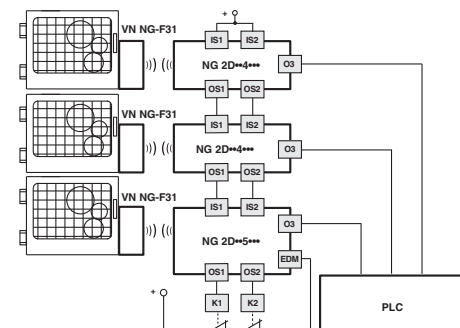 +
VN NG-F31
IS1 IS2
NG 2D••4•••
O3
OS1 OS2
VN NG-F31
IS1 IS2
NG 2D••4•••
O3
OS1 OS2
VN NG-F31
IS1 IS2
O3
NG 2D••5•••
EDM
OS1 OS2
+
K1 K2
PLC